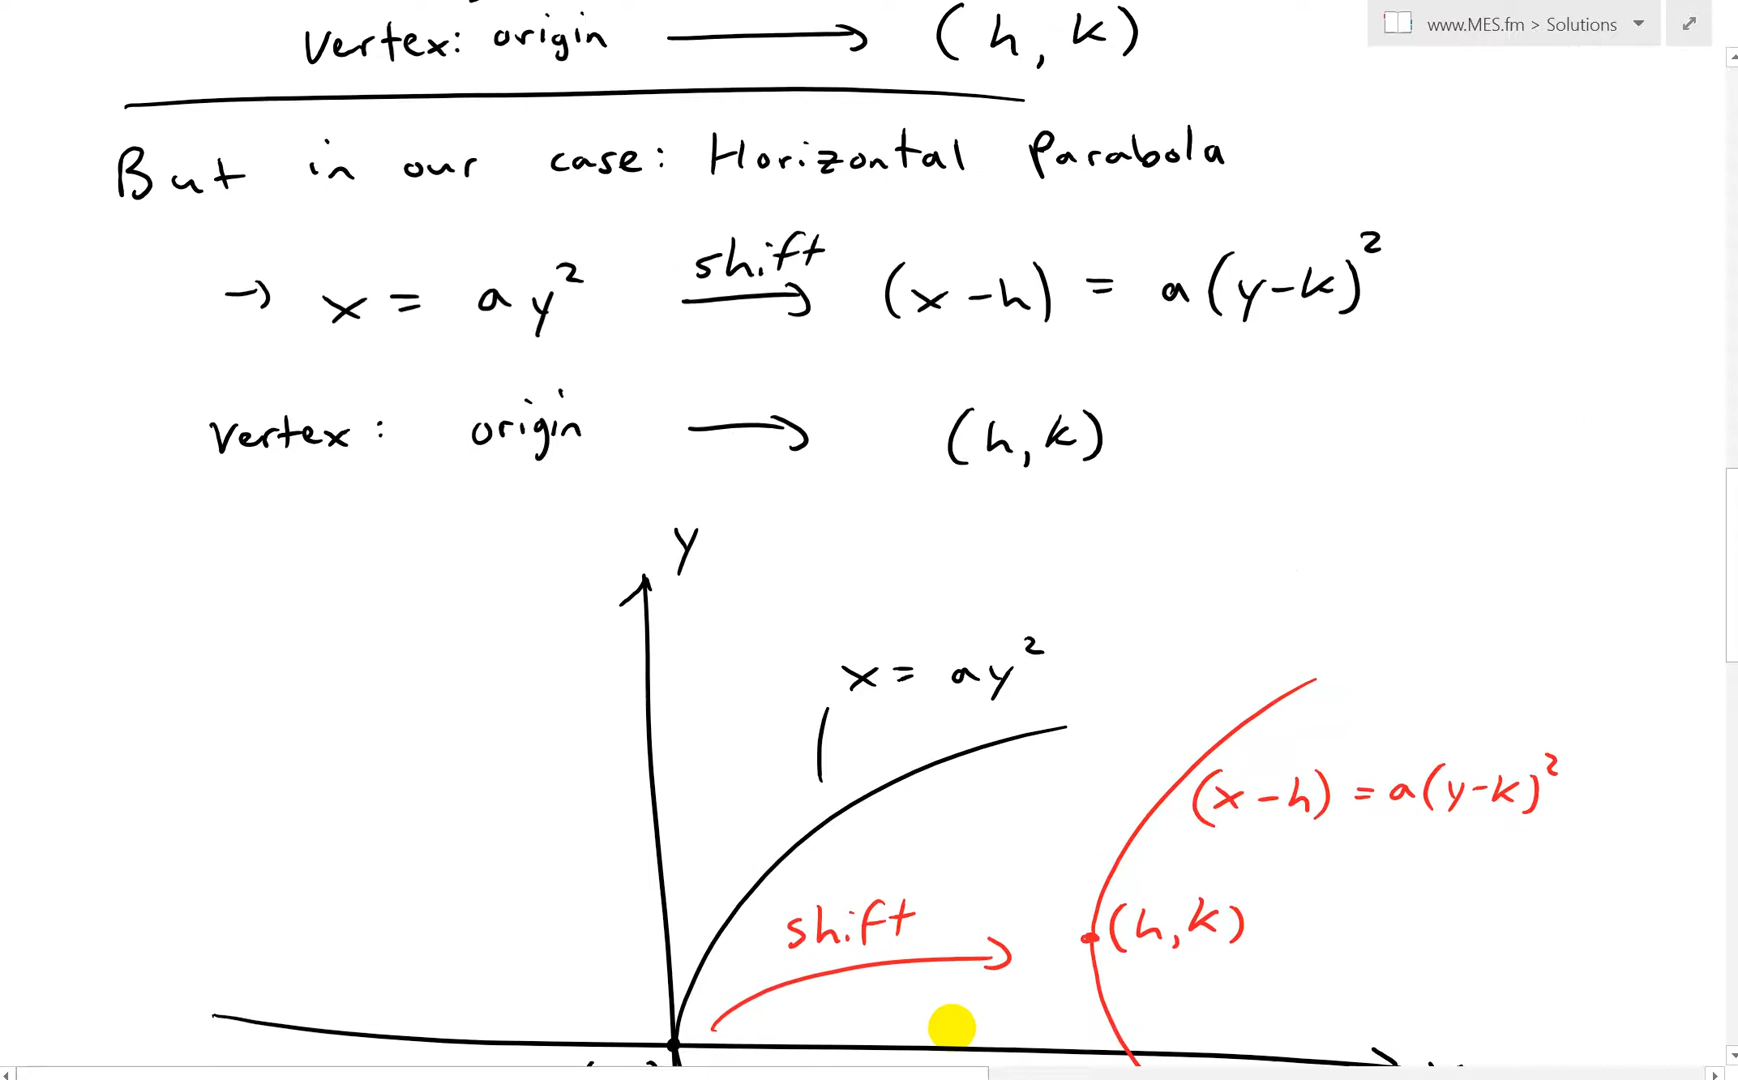 vertex: origin ⟶ (h, k)
www.MES.fm > Solutions
But in our case: Horizontal Parabola
→ x = ay² shift ⟶ (x-h) = a(y-k)²
vertex: origin ⟶ (h, k)
y
x = ay²
(x-h) = a(y-k)²
shift
(h, k)